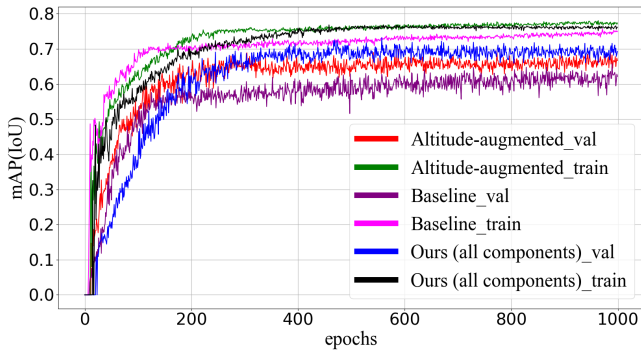 mAP(IoU)
0.8
0.7
0.6
0.5
0.4
0.3
0.2
0.1
0.0
Altitude-augmented_val
Altitude-augmented_train
Baseline_val
Baseline_train
Ours (all components)_val
Ours (all components)_train
0 200 400 600 800 1000
epochs